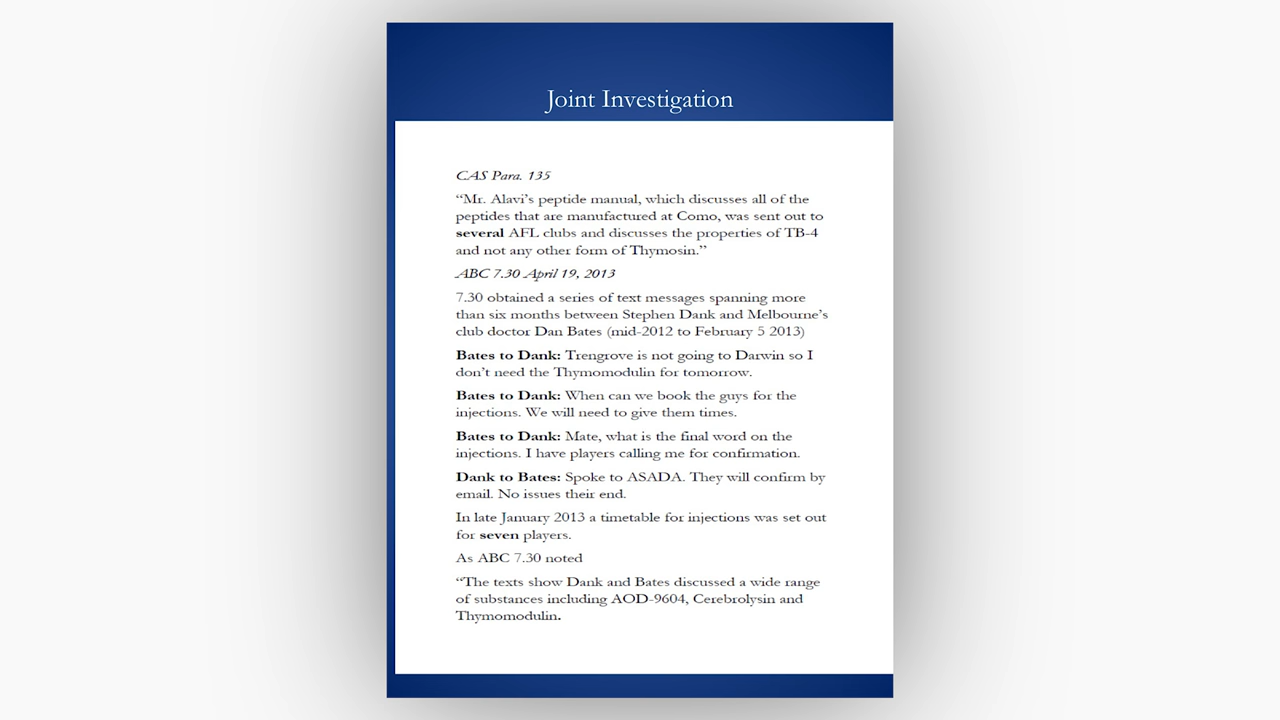 Joint Investigation
CAS Para. 135
“Mr. Alavi’s peptide manual, which discusses all of the
peptides that are manufactured at Como, was sent out to
several AFL clubs and discusses the properties of TB-4
and not any other form of Thymosin.”
ABC 7.30 April 19, 2013
7.30 obtained a series of text messages spanning more
than six months between Stephen Dank and Melbourne’s
club doctor Dan Bates (mid-2012 to February 5 2013)
Bates to Dank: Trengrove is not going to Darwin so I
don’t need the Thymomodulin for tomorrow.
Bates to Dank: When can we book the guys for the
injections. We will need to give them times.
Bates to Dank: Mate, what is the final word on the
injections. I have players calling me for confirmation.
Dank to Bates: Spoke to ASADA. They will confirm by
email. No issues their end.
In late January 2013 a timetable for injections was set out
for seven players.
As ABC 7.30 noted
“The texts show Dank and Bates discussed a wide range
of substances including AOD-9604, Cerebrolysin and
Thymomodulin.